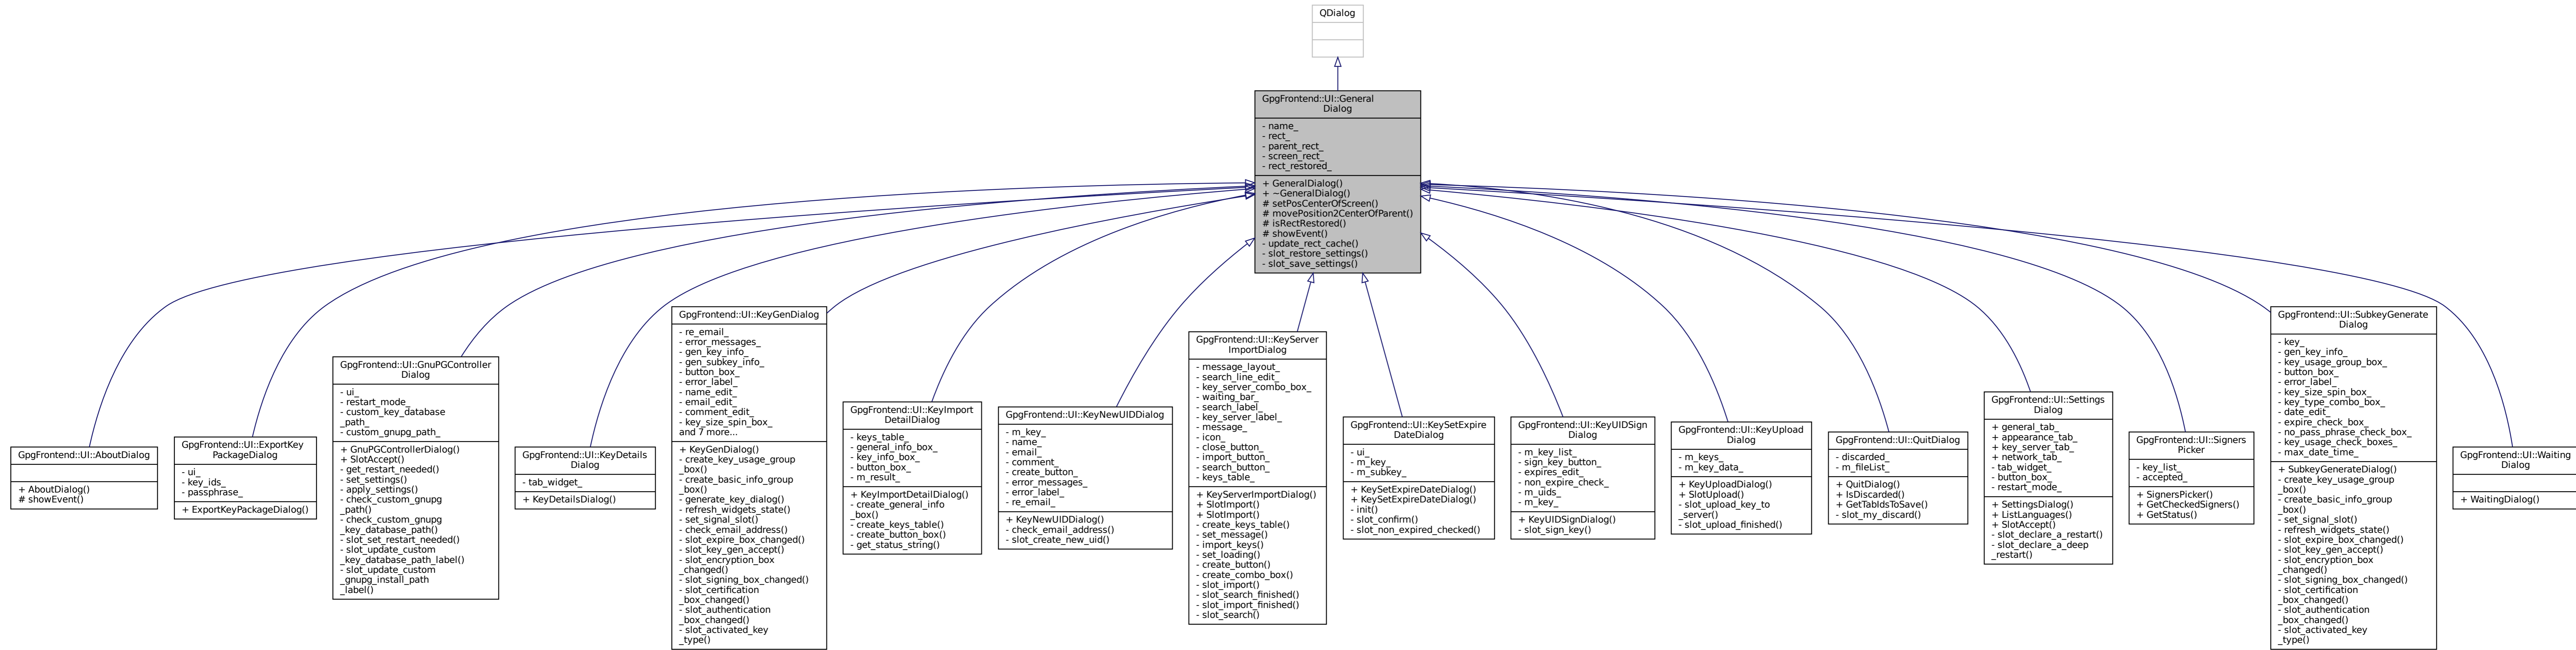 QDialog
GpgFrontend::UI::General
Dialog
- name_
- rect_
- parent_rect_
- screen_rect_
- rect_restored_
+ GeneralDialog()
+ ~GeneralDialog()
# setPosCenterOfScreen()
# movePosition2CenterOfParent()
# isRectRestored()
# showEvent()
- update_rect_cache()
- slot_restore_settings()
- slot_save_settings()
GpgFrontend::UI::AboutDialog
+ AboutDialog()
# showEvent()
GpgFrontend::UI::ExportKey
PackageDialog
- ui_
- key_ids_
- passphrase_
+ ExportKeyPackageDialog()
GpgFrontend::UI::GnuPGController
Dialog
- ui_
- restart_mode_
- custom_key_database
_path_
- custom_gnupg_path_
+ GnuPGControllerDialog()
+ SlotAccept()
- get_restart_needed()
- set_settings()
- apply_settings()
- check_custom_gnupg
_path()
- check_custom_gnupg
_key_database_path()
- slot_set_restart_needed()
- slot_update_custom
_key_database_path_label()
- slot_update_custom
_gnupg_install_path
_label()
GpgFrontend::UI::KeyDetails
Dialog
- tab_widget_
+ KeyDetailsDialog()
GpgFrontend::UI::KeyGenDialog
- re_email_
- error_messages_
- gen_key_info_
- gen_subkey_info_
- button_box_
- error_label_
- name_edit_
- email_edit_
- comment_edit_
- key_size_spin_box_
and 7 more...
+ KeyGenDialog()
- create_key_usage_group
_box()
- create_basic_info_group
_box()
- generate_key_dialog()
- refresh_widgets_state()
- set_signal_slot()
- check_email_address()
- slot_expire_box_changed()
- slot_key_gen_accept()
- slot_encryption_box
_changed()
- slot_signing_box_changed()
- slot_certification
_box_changed()
- slot_authentication
_box_changed()
- slot_activated_key
_type()
GpgFrontend::UI::KeyImport
DetailDialog
- keys_table_
- general_info_box_
- key_info_box_
- button_box_
- m_result_
+ KeyImportDetailDialog()
- create_general_info
_box()
- create_keys_table()
- create_button_box()
- get_status_string()
GpgFrontend::UI::KeyNewUIDDialog
- m_key_
- name_
- email_
- comment_
- create_button_
- error_messages_
- error_label_
- re_email_
+ KeyNewUIDDialog()
- check_email_address()
- slot_create_new_uid()
GpgFrontend::UI::KeyServer
ImportDialog
- message_layout_
- search_line_edit_
- key_server_combo_box_
- waiting_bar_
- search_label_
- key_server_label_
- message_
- icon_
- close_button_
- import_button_
- search_button_
- keys_table_
+ KeyServerImportDialog()
+ SlotImport()
+ SlotImport()
- create_keys_table()
- set_message()
- import_keys()
- set_loading()
- create_button()
- create_combo_box()
- slot_import()
- slot_search_finished()
- slot_import_finished()
- slot_search()
GpgFrontend::UI::KeySetExpire
DateDialog
- ui_
- m_key_
- m_subkey_
+ KeySetExpireDateDialog()
+ KeySetExpireDateDialog()
- init()
- slot_confirm()
- slot_non_expired_checked()
GpgFrontend::UI::KeyUIDSign
Dialog
- m_key_list_
- sign_key_button_
- expires_edit_
- non_expire_check_
- m_uids_
- m_key_
+ KeyUIDSignDialog()
- slot_sign_key()
GpgFrontend::UI::KeyUpload
Dialog
- m_keys_
- m_key_data_
+ KeyUploadDialog()
+ SlotUpload()
- slot_upload_key_to
_server()
- slot_upload_finished()
GpgFrontend::UI::QuitDialog
- discarded_
- m_fileList_
+ QuitDialog()
+ IsDiscarded()
+ GetTabIdsToSave()
- slot_my_discard()
GpgFrontend::UI::Settings
Dialog
+ general_tab_
+ appearance_tab_
+ key_server_tab_
+ network_tab_
- tab_widget_
- button_box_
- restart_mode_
+ SettingsDialog()
+ ListLanguages()
+ SlotAccept()
- slot_declare_a_restart()
- slot_declare_a_deep
_restart()
GpgFrontend::UI::Signers
Picker
- key_list_
- accepted_
+ SignersPicker()
+ GetCheckedSigners()
+ GetStatus()
GpgFrontend::UI::SubkeyGenerate
Dialog
- key_
- gen_key_info_
- key_usage_group_box_
- button_box_
- error_label_
- key_size_spin_box_
- key_type_combo_box_
- date_edit_
- expire_check_box_
- no_pass_phrase_check_box_
- key_usage_check_boxes_
- max_date_time_
+ SubkeyGenerateDialog()
- create_key_usage_group
_box()
- create_basic_info_group
_box()
- set_signal_slot()
- refresh_widgets_state()
- slot_expire_box_changed()
- slot_key_gen_accept()
- slot_encryption_box
_changed()
- slot_signing_box_changed()
- slot_certification
_box_changed()
- slot_authentication
_box_changed()
- slot_activated_key
_type()
GpgFrontend::UI::Waiting
Dialog
+ WaitingDialog()